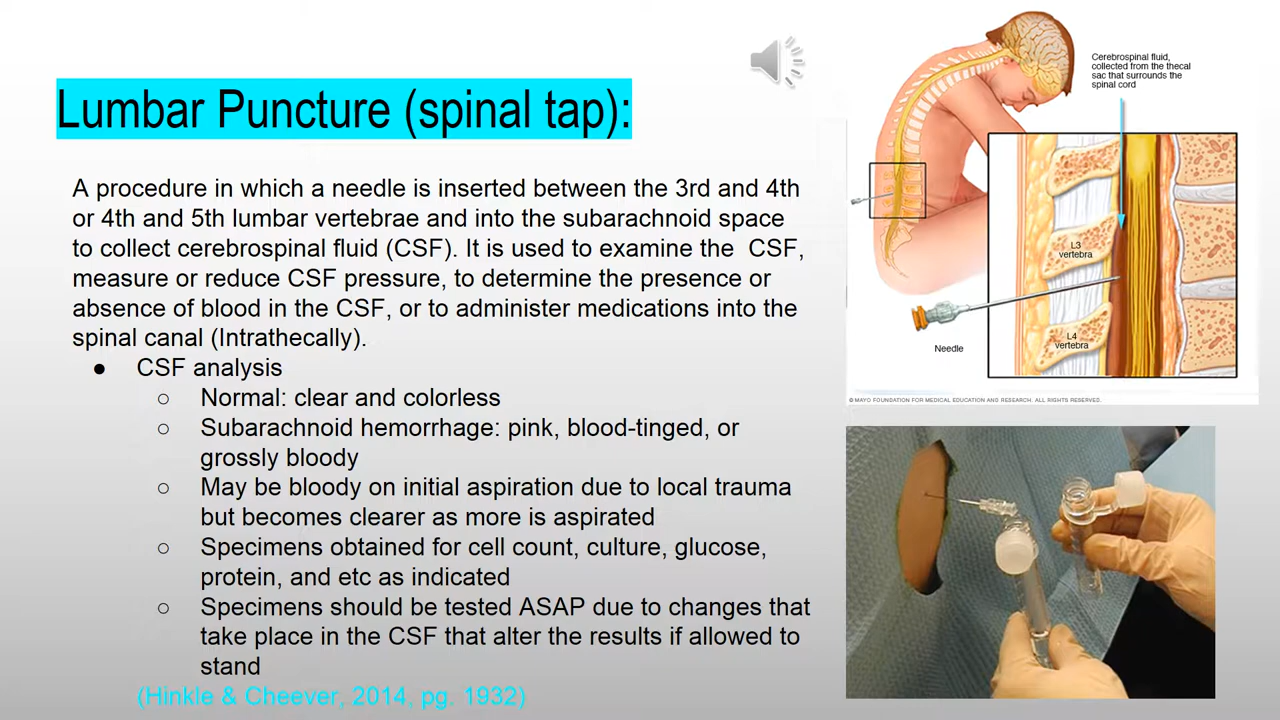 Lumbar Puncture (spinal tap):
A procedure in which a needle is inserted between the 3rd and 4th
or 4th and 5th lumbar vertebrae and into the subarachnoid space
to collect cerebrospinal fluid (CSF). It is used to examine the CSF,
measure or reduce CSF pressure, to determine the presence or
absence of blood in the CSF, or to administer medications into the
spinal canal (Intrathecally).
● CSF analysis
○ Normal: clear and colorless
○ Subarachnoid hemorrhage: pink, blood-tinged, or
grossly bloody
○ May be bloody on initial aspiration due to local trauma
but becomes clearer as more is aspirated
○ Specimens obtained for cell count, culture, glucose,
protein, and etc as indicated
○ Specimens should be tested ASAP due to changes that
take place in the CSF that alter the results if allowed to
stand
(Hinkle & Cheever, 2014, pg. 1932)
Cerebrospinal fluid,
collected from the thecal
sac that surrounds the
spinal cord
L3
vertebra
L4
vertebra
Needle
© MAYO FOUNDATION FOR MEDICAL EDUCATION AND RESEARCH. ALL RIGHTS RESERVED.